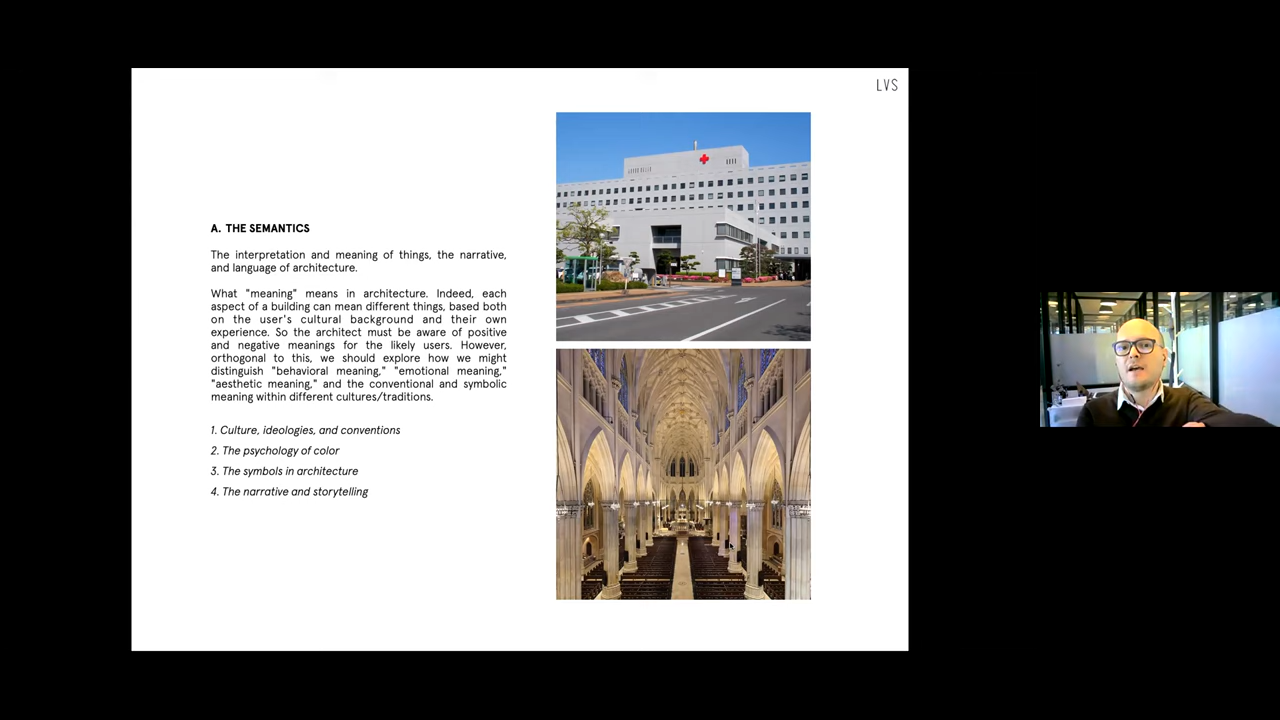 LVS
A. THE SEMANTICS
The interpretation and meaning of things, the narrative,
and language of architecture.
What "meaning" means in architecture. Indeed, each
aspect of a building can mean different things, based both
on the user's cultural background and their own
experience. So the architect must be aware of positive
and negative meanings for the likely users. However,
orthogonal to this, we should explore how we might
distinguish "behavioral meaning," "emotional meaning,"
"aesthetic meaning," and the conventional and symbolic
meaning within different cultures/traditions.
1. Culture, ideologies, and conventions
2. The psychology of color
3. The symbols in architecture
4. The narrative and storytelling